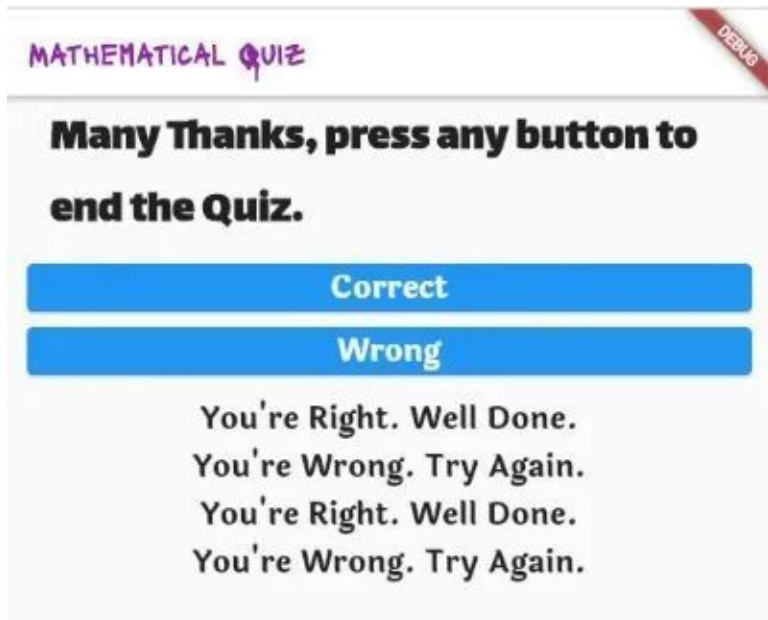 MATHEMATICAL QUIZ
DEBUG
Many Thanks, press any button to
end the Quiz.
Correct
Wrong
You're Right. Well Done.
You're Wrong. Try Again.
You're Right. Well Done.
You're Wrong. Try Again.